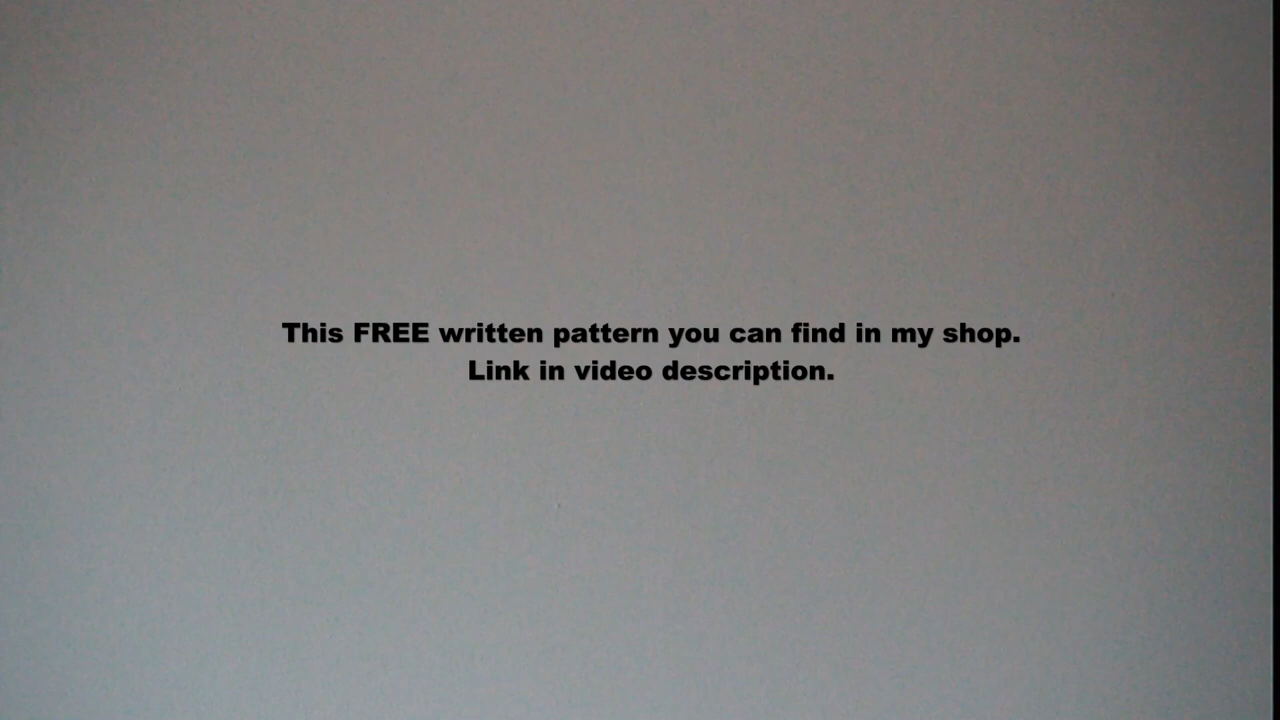 This FREE written pattern you can find in my shop.
Link in video description.